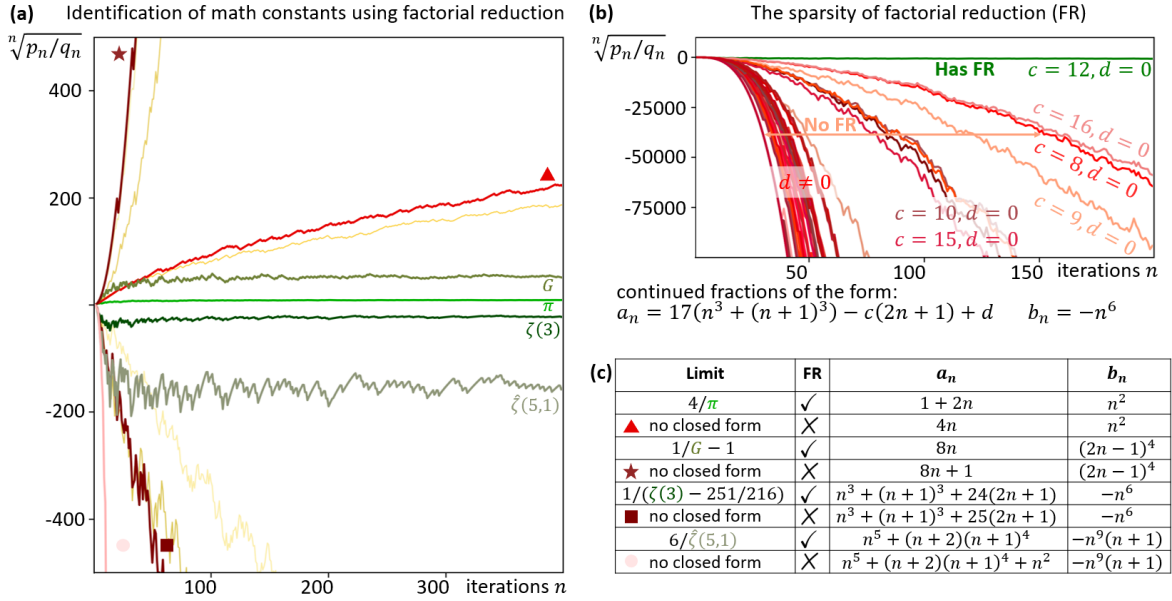 (a) Identification of math constants using factorial reduction
ⁿ√pₙ/qₙ
400
200
0
-200
-400
100
200
300
iterations n
G
π
ζ(3)
ζ̂(5,1)
(b) The sparsity of factorial reduction (FR)
ⁿ√pₙ/qₙ
0
-25000
-50000
-75000
50
100
150
iterations n
Has FR
c = 12, d = 0
No FR
c = 16, d = 0
c = 8, d = 0
c = 9, d = 0
d ≠ 0
c = 10, d = 0
c = 15, d = 0
continued fractions of the form:
aₙ = 17(n³ + (n + 1)³) − c(2n + 1) + d bₙ = −n⁶
(c)
Limit FR aₙ bₙ
4/π ✓ 1 + 2n n²
no closed form ✗ 4n n²
1/G − 1 ✓ 8n (2n − 1)⁴
no closed form ✗ 8n + 1 (2n − 1)⁴
1/(ζ(3) − 251/216) ✓ n³ + (n + 1)³ + 24(2n + 1) −n⁶
no closed form ✗ n³ + (n + 1)³ + 25(2n + 1) −n⁶
6/ζ̂(5,1) ✓ n⁵ + (n + 2)(n + 1)⁴ −n⁹(n + 1)
no closed form ✗ n⁵ + (n + 2)(n + 1)⁴ + n² −n⁹(n + 1)